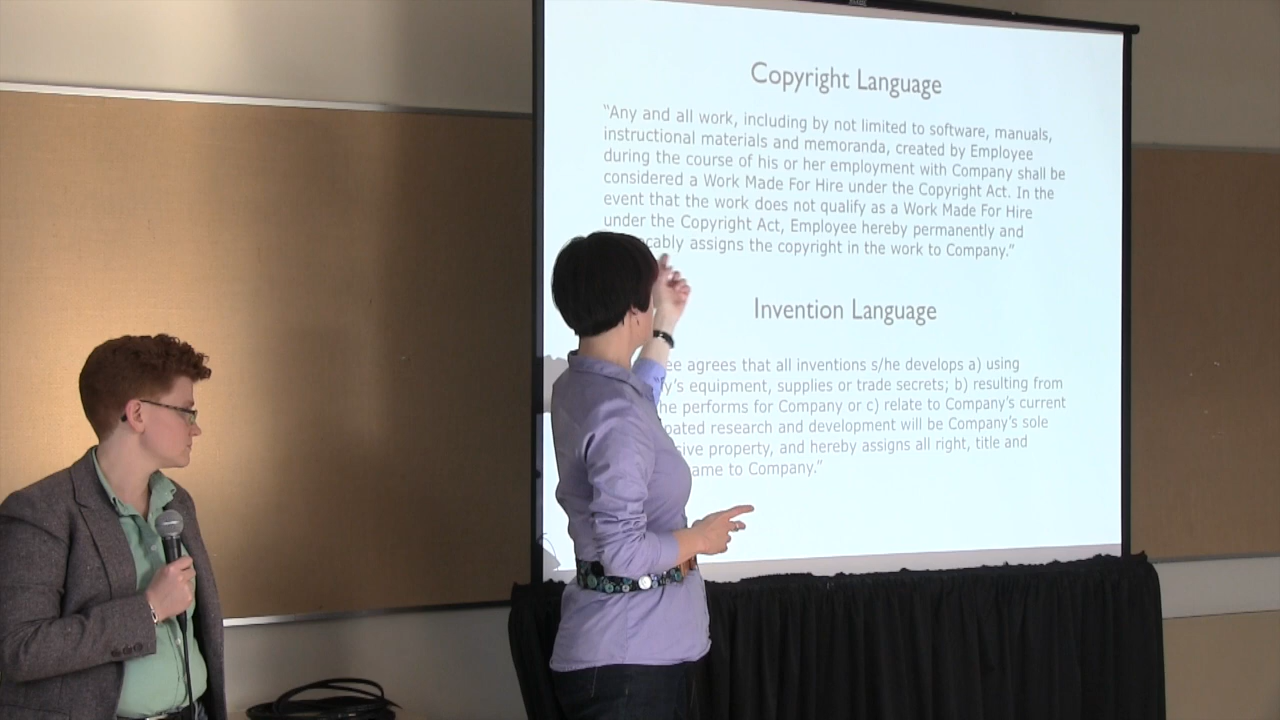 Copyright Language
“Any and all work, including by not limited to software, manuals,
instructional materials and memoranda, created by Employee
during the course of his or her employment with Company shall be
considered a Work Made For Hire under the Copyright Act. In the
event that the work does not qualify as a Work Made For Hire
under the Copyright Act, Employee hereby permanently and
cably assigns the copyright in the work to Company.”
Invention Language
ee agrees that all inventions s/he develops a) using
y’s equipment, supplies or trade secrets; b) resulting from
he performs for Company or c) relate to Company’s current
pated research and development will be Company’s sole
sive property, and hereby assigns all right, title and
ame to Company.”